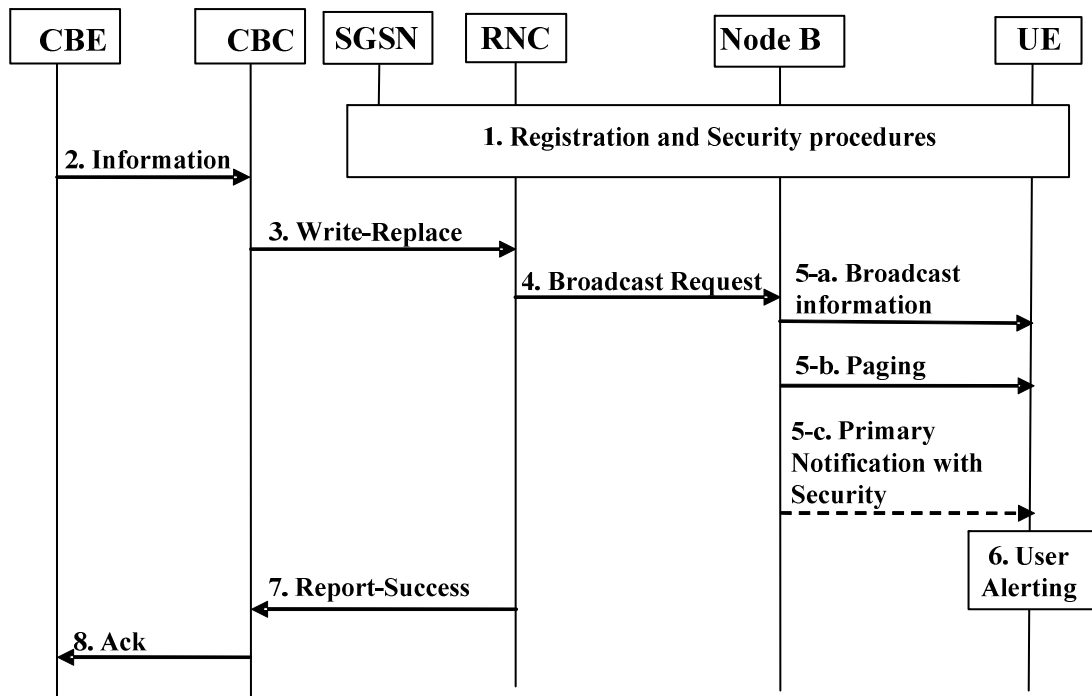 CBE
CBC
SGSN
RNC
Node B
UE
1. Registration and Security procedures
2. Information
3. Write-Replace
4. Broadcast Request
5-a. Broadcast
information
5-b. Paging
5-c. Primary
Notification with
Security
6. User
Alerting
7. Report-Success
8. Ack